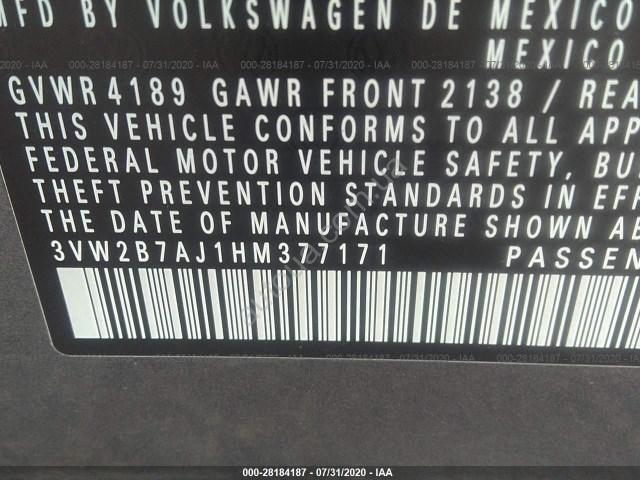 MFD BY VOLKSWAGEN DE MEXICO
MEXICO
GVWR 4189 GAWR FRONT 2138 / REA
THIS VEHICLE CONFORMS TO ALL APP
FEDERAL MOTOR VEHICLE SAFETY, BU
THEFT PREVENTION STANDARDS IN EFF
THE DATE OF MANUFACTURE SHOWN AB
3VW2B7AJ1HM377171 PASSEN
000-28184187 - 07/31/2020 - IAA